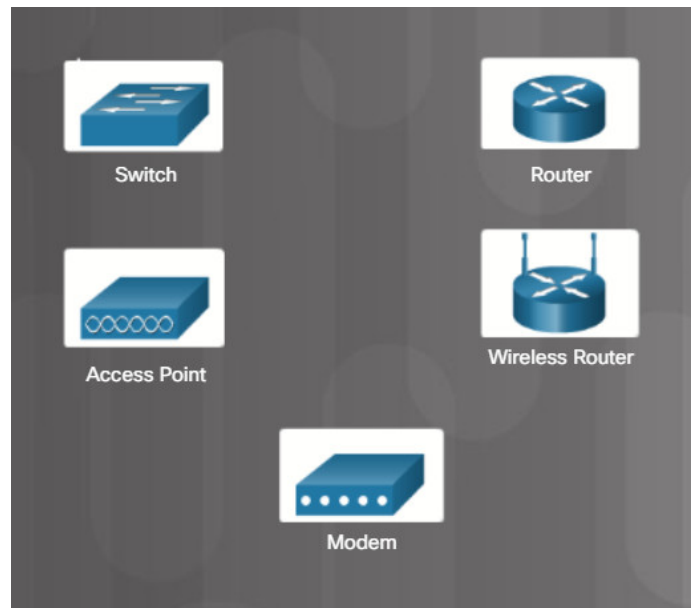 Switch
Router
Access Point
Wireless Router
Modem